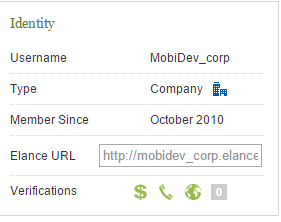 Identity
Username MobiDev_corp
Type Company
Member Since October 2010
Elance URL http://mobidev_corp.elance
Verifications $ 0